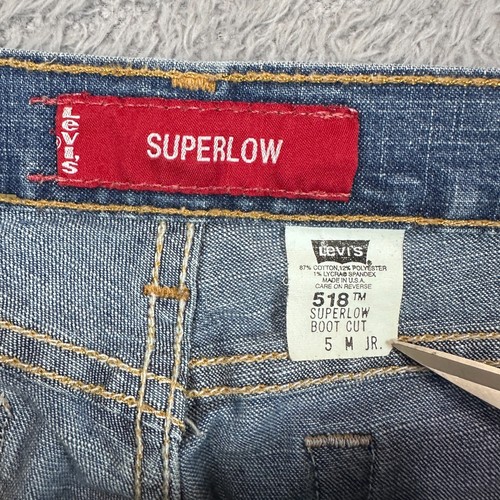 LEVI'S
SUPERLOW
Levi's
87% COTTON,12% POLYESTER
1% LYCRA® SPANDEX
MADE IN U.S.A.
CARE ON REVERSE
518™
SUPERLOW
BOOT CUT
5 M JR.